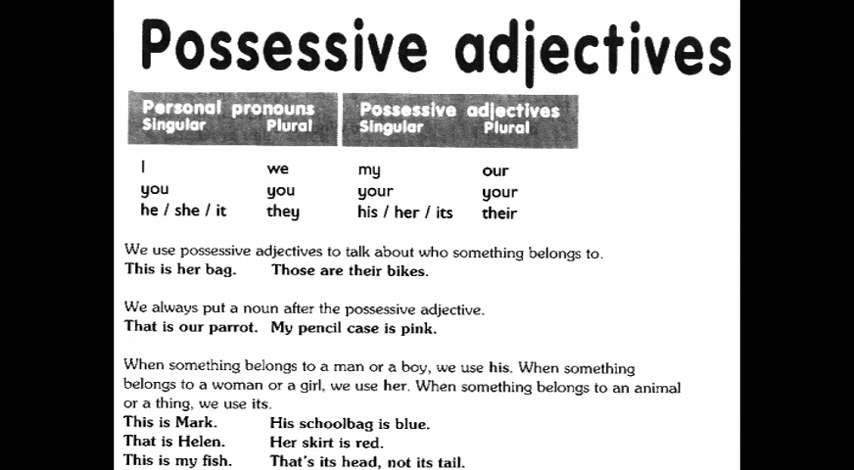 Possessive adjectives
Personal pronouns Possessive adjectives
Singular Plural Singular Plural
I we my our
you you your your
he / she / it they his / her / its their
We use possessive adjectives to talk about who something belongs to.
This is her bag. Those are their bikes.
We always put a noun after the possessive adjective.
That is our parrot. My pencil case is pink.
When something belongs to a man or a boy, we use his. When something
belongs to a woman or a girl, we use her. When something belongs to an animal
or a thing, we use its.
This is Mark. His schoolbag is blue.
That is Helen. Her skirt is red.
This is my fish. That's its head, not its tail.